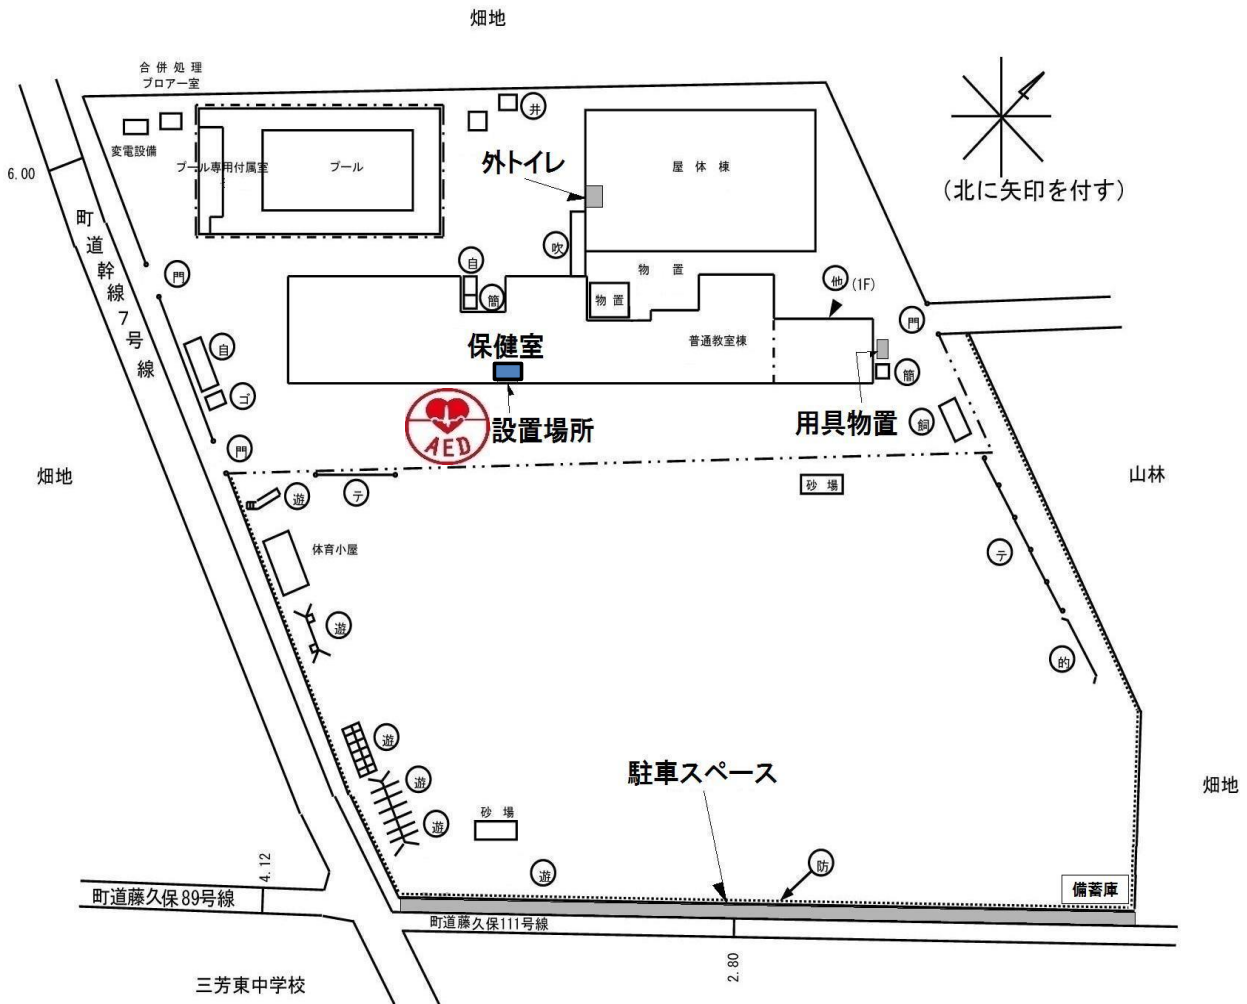 畑地
合併処理
ブロアー室
変電設備
プール専用付属室
プール
井
外トイレ
屋体棟
(北に矢印を付す)
6.00
町道幹線7号線
門
吹
自
簡
物置
物置
他
(1F)
門
普通教室棟
保健室
設置場所
AED
自
ゴ
門
用具物置
簡
飼
畑地
山林
遊
テ
砂場
体育小屋
テ
遊
的
遊
遊
遊
砂場
遊
駐車スペース
防
畑地
備蓄庫
4.12
町道藤久保89号線
町道藤久保111号線
2.80
三芳東中学校